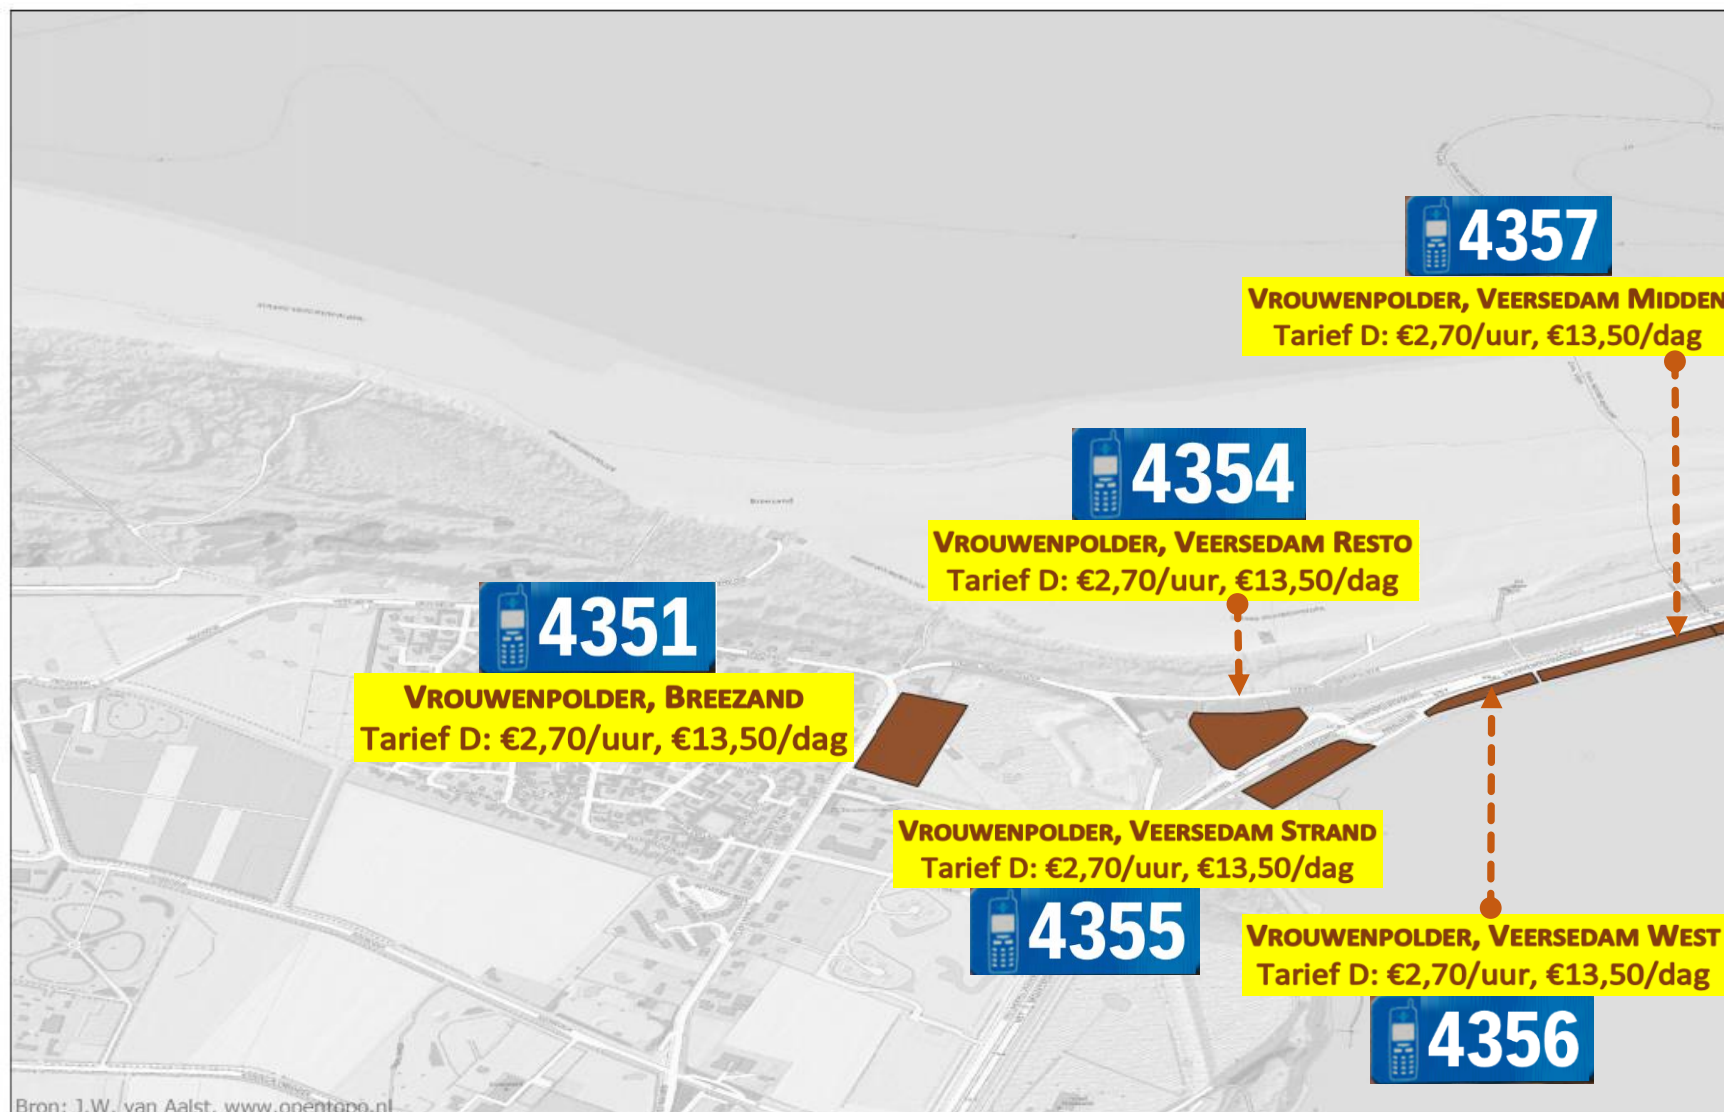 4357
VROUWENPOLDER, VEERSEDAM MIDDEN
Tarief D: €2,70/uur, €13,50/dag
4354
VROUWENPOLDER, VEERSEDAM RESTO
Tarief D: €2,70/uur, €13,50/dag
Breezand
4351
VROUWENPOLDER, BREEZAND
Tarief D: €2,70/uur, €13,50/dag
VROUWENPOLDER, VEERSEDAM STRAND
Tarief D: €2,70/uur, €13,50/dag
4355
VROUWENPOLDER, VEERSEDAM WEST
Tarief D: €2,70/uur, €13,50/dag
4356
Bron: J.W. van Aalst, www.opentopo.nl